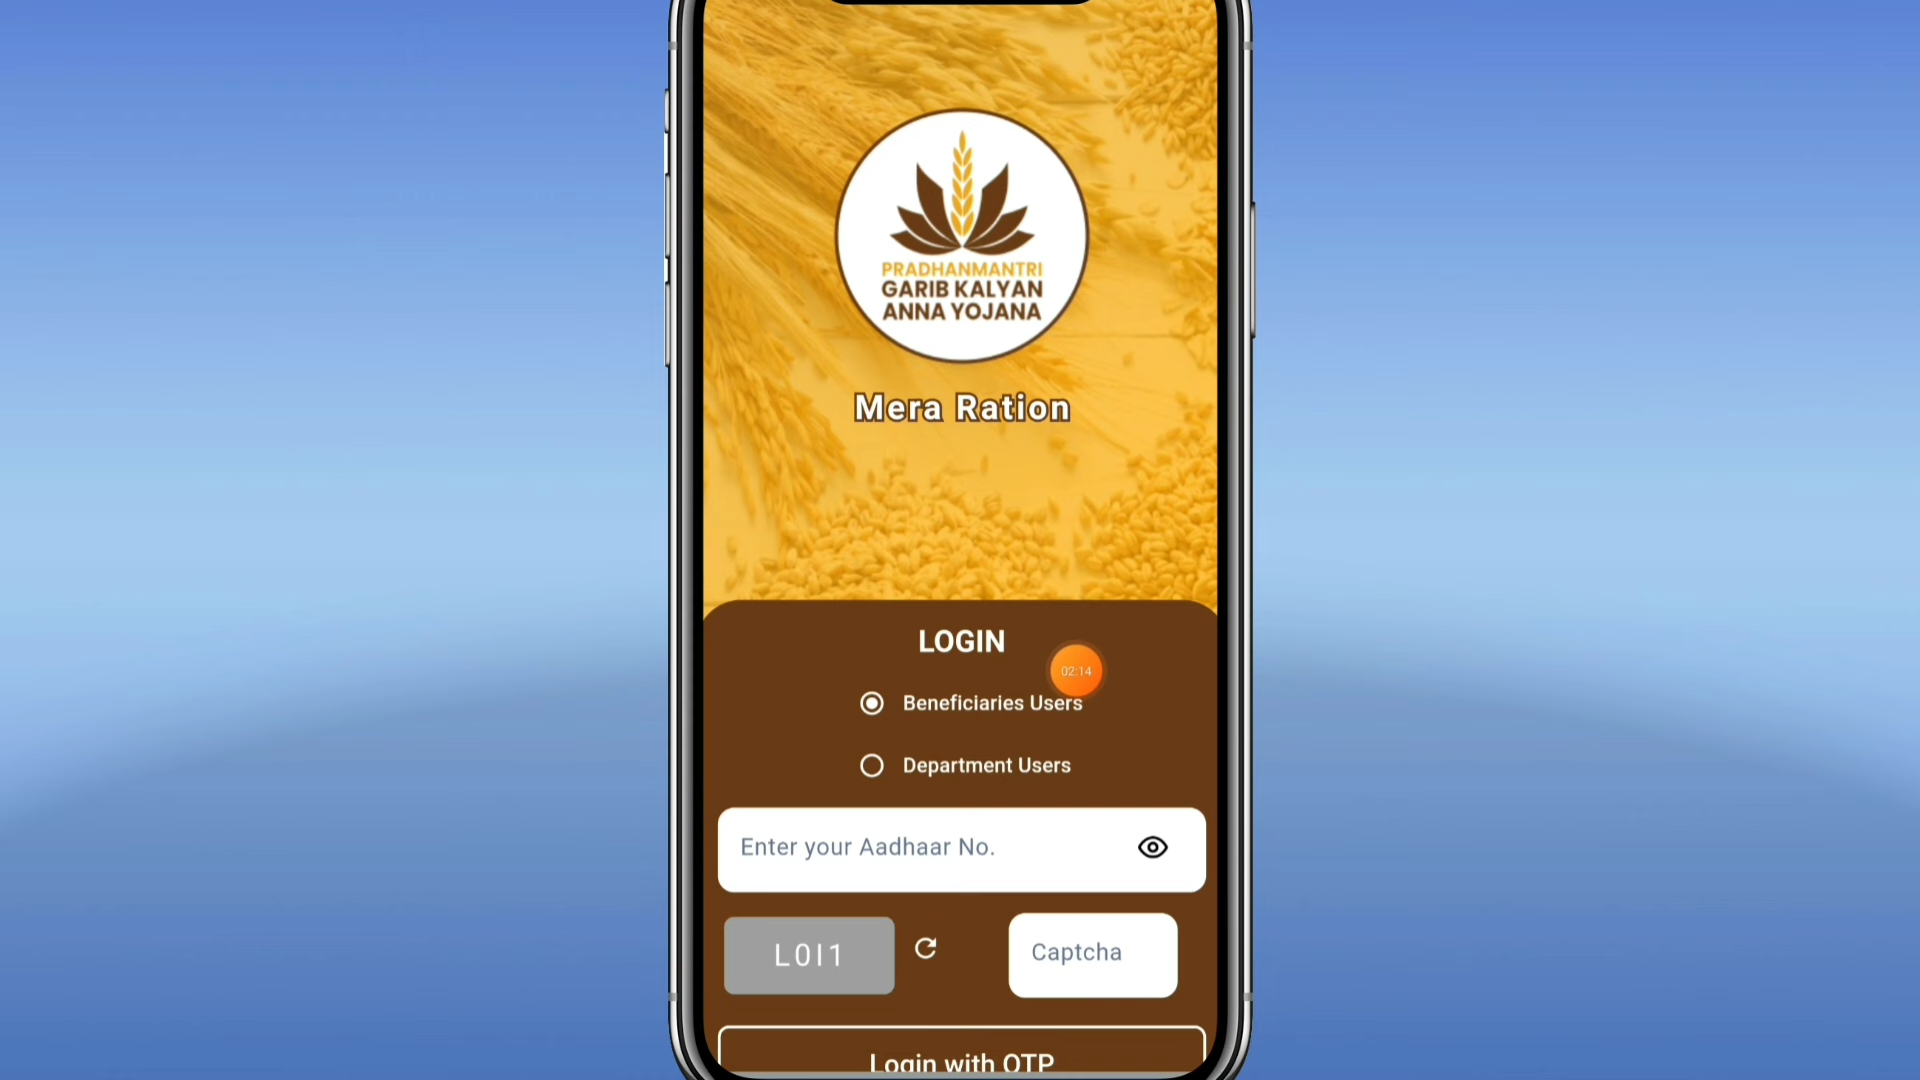 PRADHANMANTRI
GARIB KALYAN
ANNA YOJANA
Mera Ration
LOGIN
02:14
Beneficiaries Users
Department Users
Enter your Aadhaar No.
L0I1
Captcha
Login with OTP